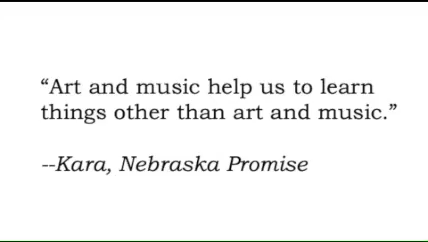 “Art and music help us to learn
things other than art and music.”
--Kara, Nebraska Promise